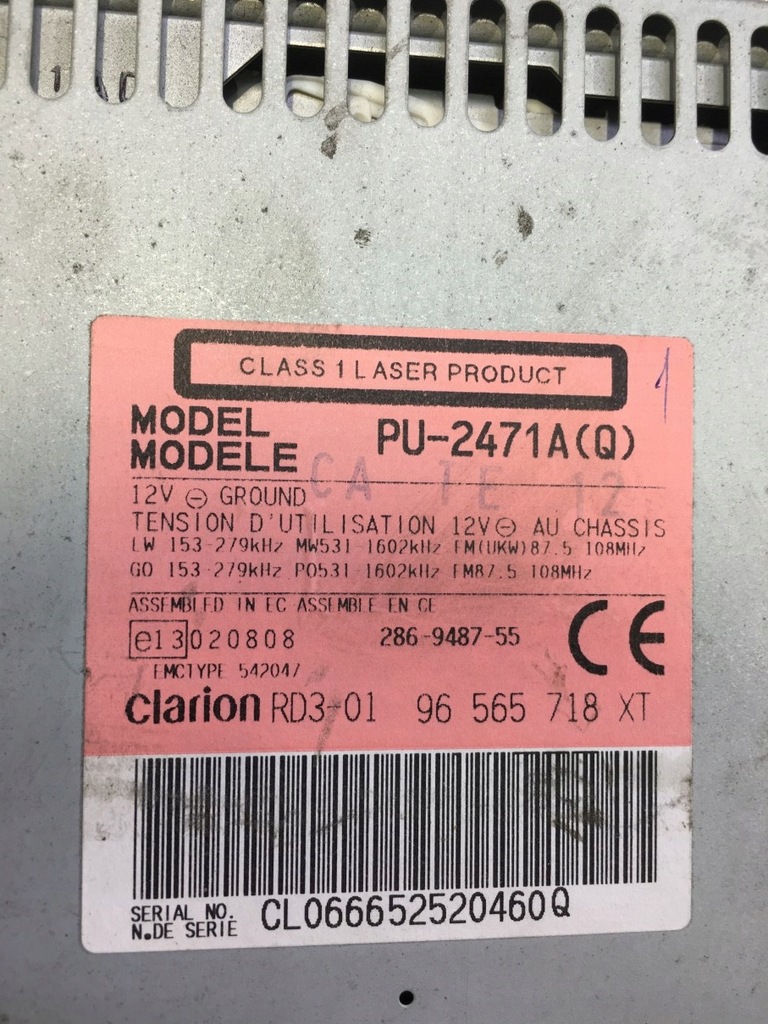 CLASS 1 LASER PRODUCT
1
MODEL
MODELE
PU-2471A(Q)
CA TE 12
12V ⊖ GROUND
TENSION D'UTILISATION 12V⊖ AU CHASSIS
LW 153-279kHz MW531-1602kHz FM(UKW)87.5-108MHz
GO 153-279kHz PO531-1602kHz FM87.5-108MHz
ASSEMBLED IN EC ASSEMBLE EN CE
e13 020808 286-9487-55 CE
EMCTYPE 542047
clarion RD3-01 96 565 718 XT
SERIAL NO.
N.DE SERIE
CL066652520460Q